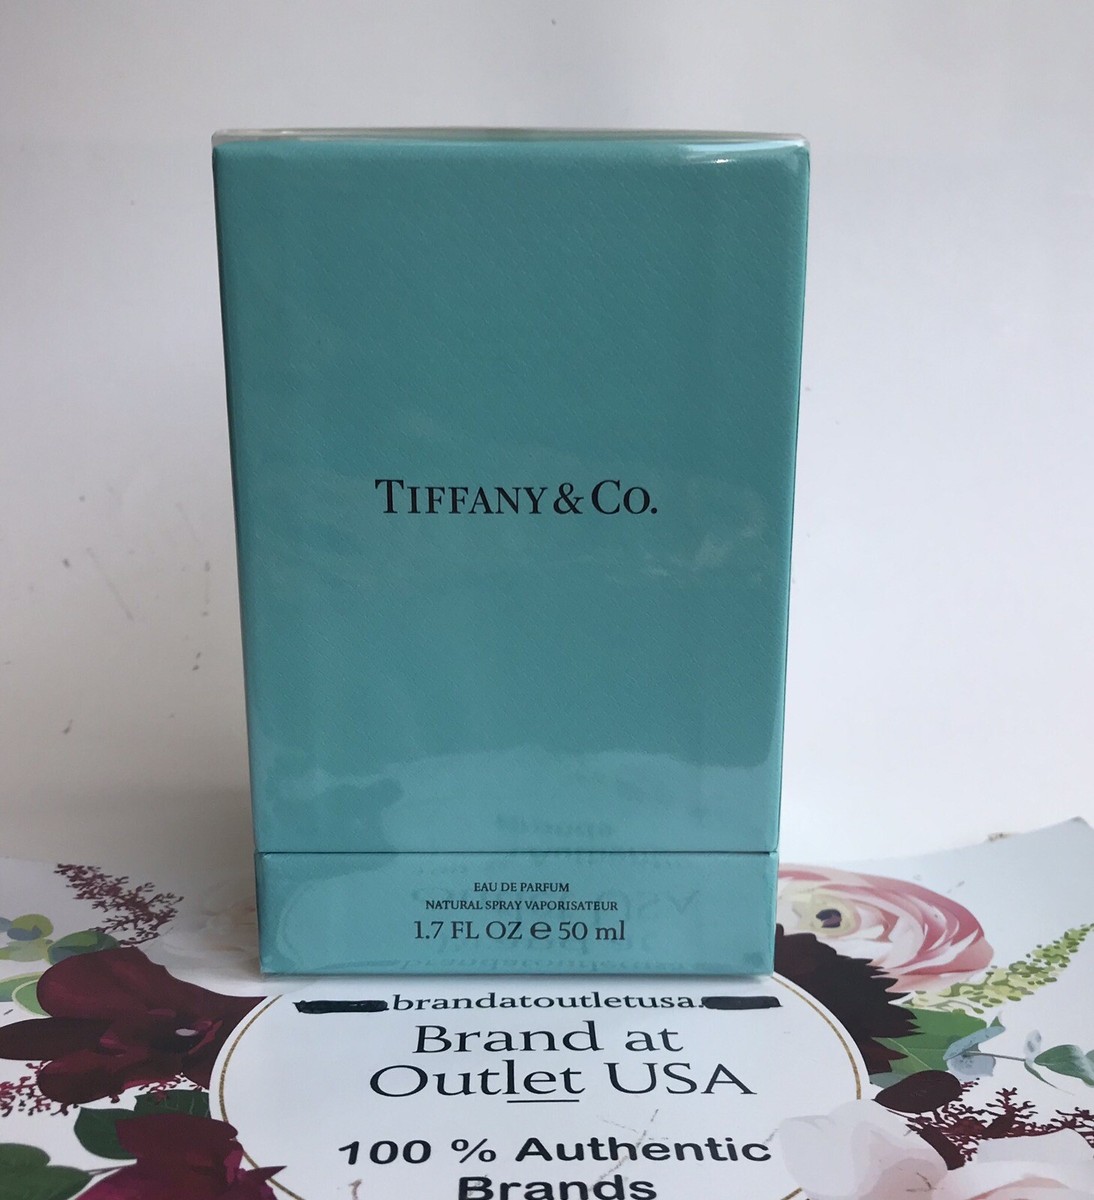 TIFFANY & CO.
EAU DE PARFUM
NATURAL SPRAY VAPORISATEUR
1.7 FL OZ ℮ 50 ml
.brandatoutletusa.
Brand at
Outlet USA
100 % Authentic
Brands